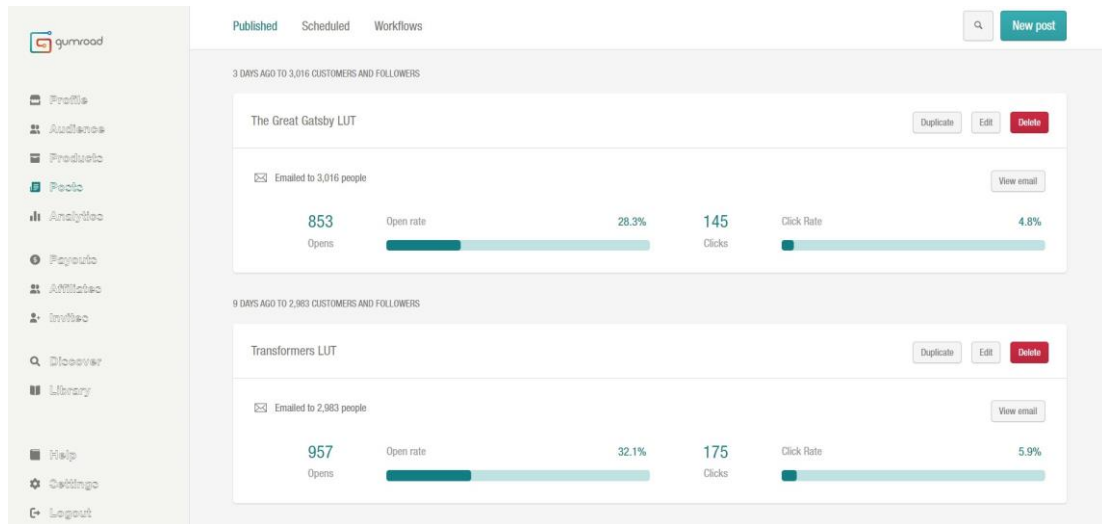 gumroad
Profile
Audience
Products
Posts
Analytics
Payouts
Affiliates
Invites
Discover
Library
Help
Settings
Logout
Published Scheduled Workflows New post
3 DAYS AGO TO 3,016 CUSTOMERS AND FOLLOWERS
The Great Gatsby LUT Duplicate Edit Delete
Emailed to 3,016 people View email
853 Open rate 28.3% 145 Click Rate 4.8%
Opens Clicks
9 DAYS AGO TO 2,983 CUSTOMERS AND FOLLOWERS
Transformers LUT Duplicate Edit Delete
Emailed to 2,983 people View email
957 Open rate 32.1% 175 Click Rate 5.9%
Opens Clicks